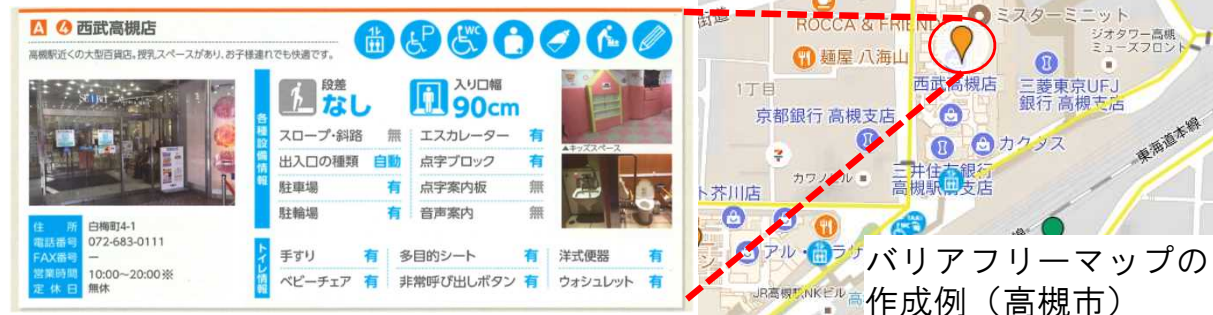 A 4 西武高槻店
高槻駅近くの大型百貨店。授乳スペースがあり、お子様連れでも快適です。
各種設備情報
段差
なし
入り口幅
90cm
スロープ・斜路 無
エスカレーター 有
出入口の種類 自動
点字ブロック 有
駐車場 有
点字案内板 無
駐輪場 有
音声案内 無
▲キッズスペース
住所 白梅町4-1
電話番号 072-683-0111
FAX番号 ー
営業時間 10:00〜20:00※
定休日 無休
トイレ情報
手すり 有
多目的シート 有
洋式便器 有
ベビーチェア 有
非常呼び出しボタン 有
ウォシュレット 有
街道
ROCCA & FRIEND
ミスターミニット
ジオタワー高槻
ミューズフロント
麺屋 八海山
1丁目
西武高槻店
三菱東京UFJ
銀行 高槻支店
京都銀行 高槻支店
カワノビル
カクタス
東海道本線
三井住友銀行
高槻駅前支店
ト芥川店
アル・プラザ
JR高槻駅NKビル
バリアフリーマップの
作成例（高槻市）